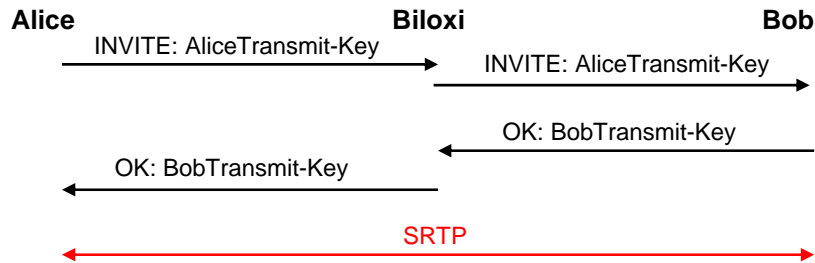 Alice Biloxi Bob
INVITE: AliceTransmit-Key
INVITE: AliceTransmit-Key
OK: BobTransmit-Key
OK: BobTransmit-Key
SRTP